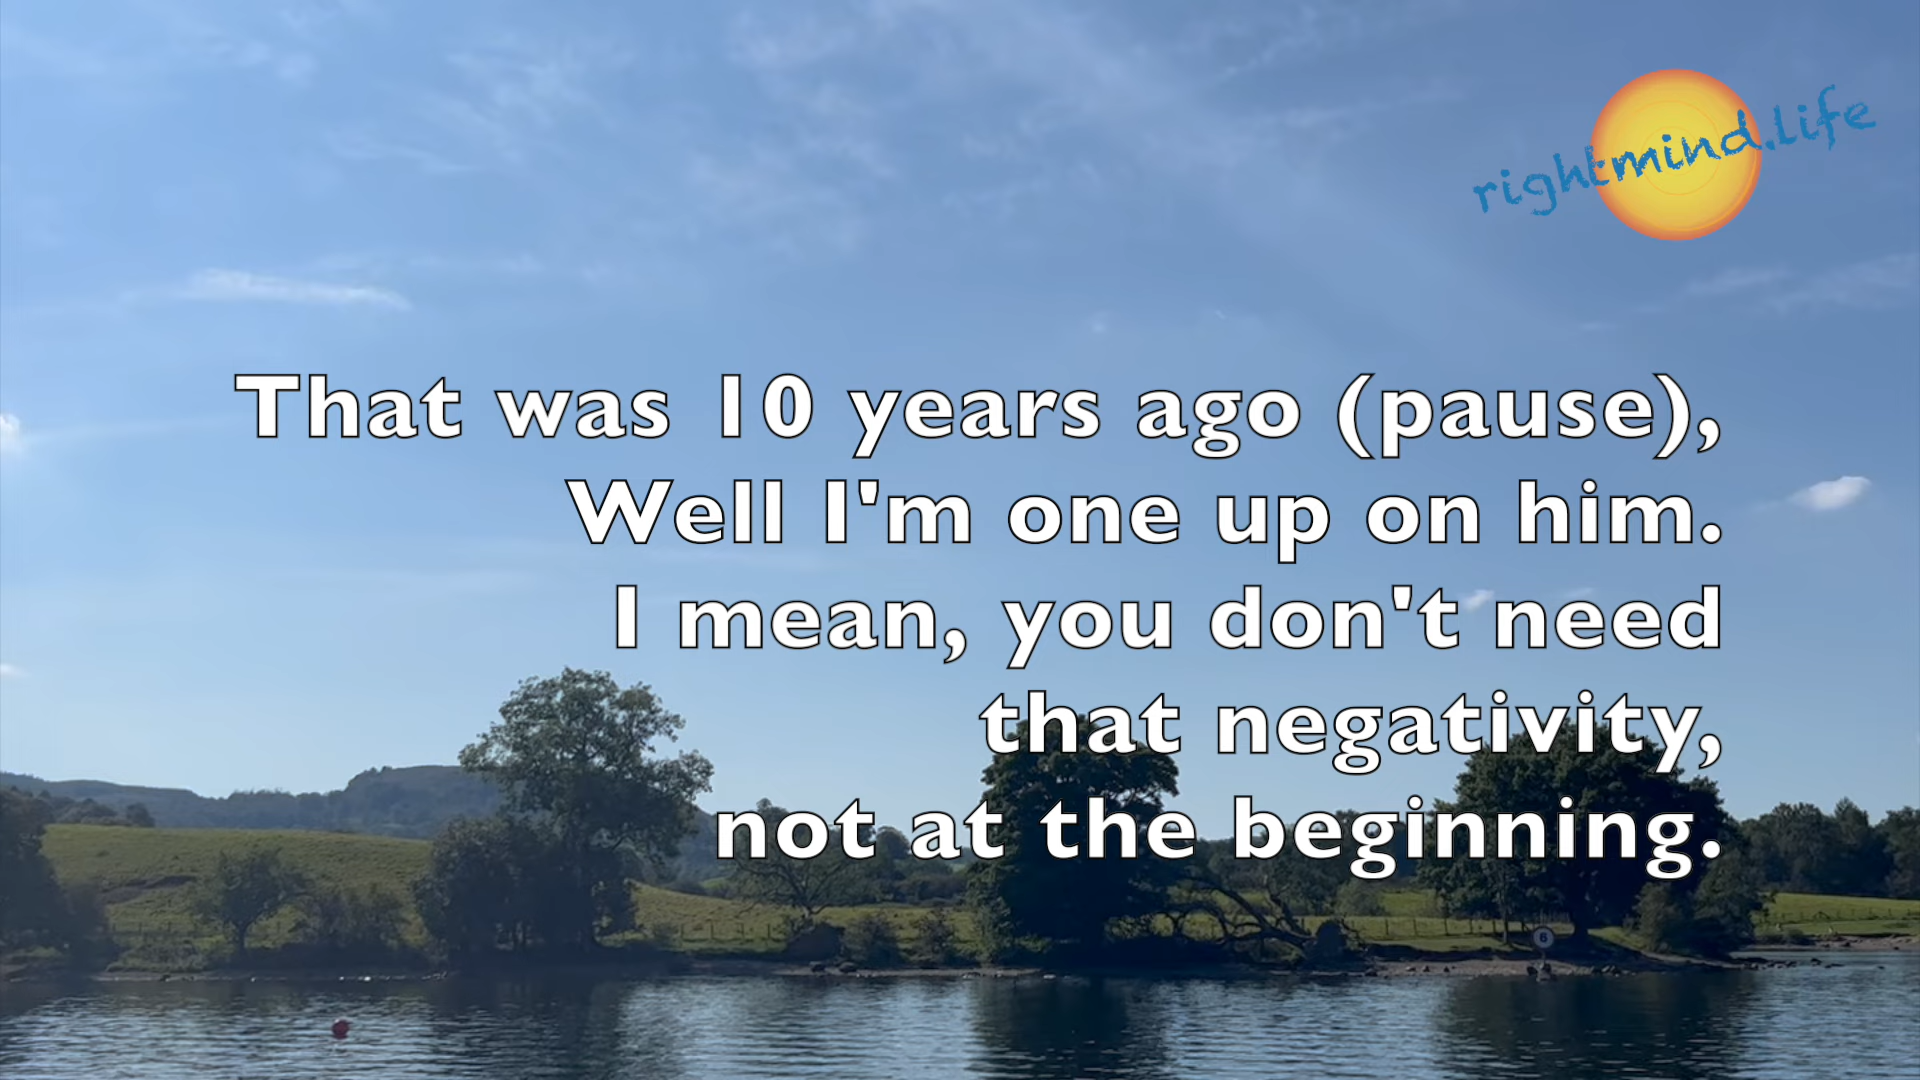 rightmind.life
That was 10 years ago (pause),
Well I'm one up on him.
I mean, you don't need
that negativity,
not at the beginning.
6